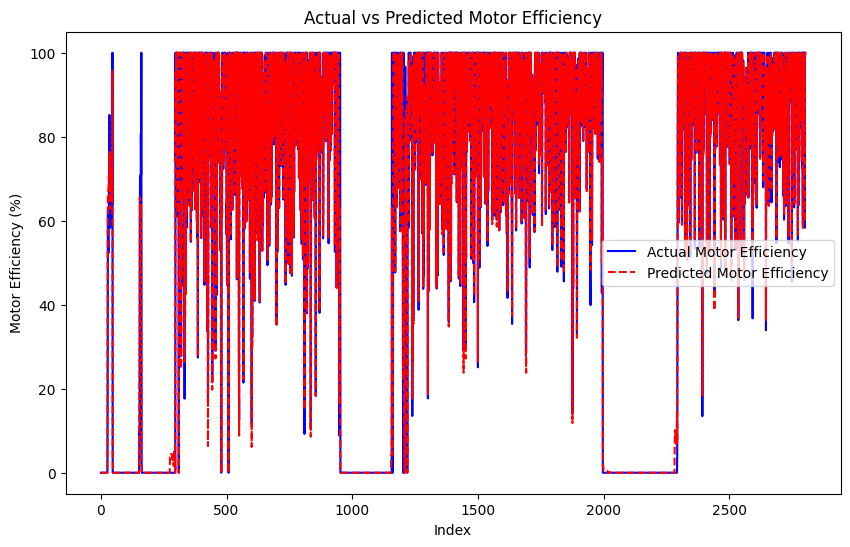 Actual vs Predicted Motor Efficiency
100
80
60
40
20
0
Motor Efficiency (%)
Actual Motor Efficiency
Predicted Motor Efficiency
0
500
1000
1500
2000
2500
Index